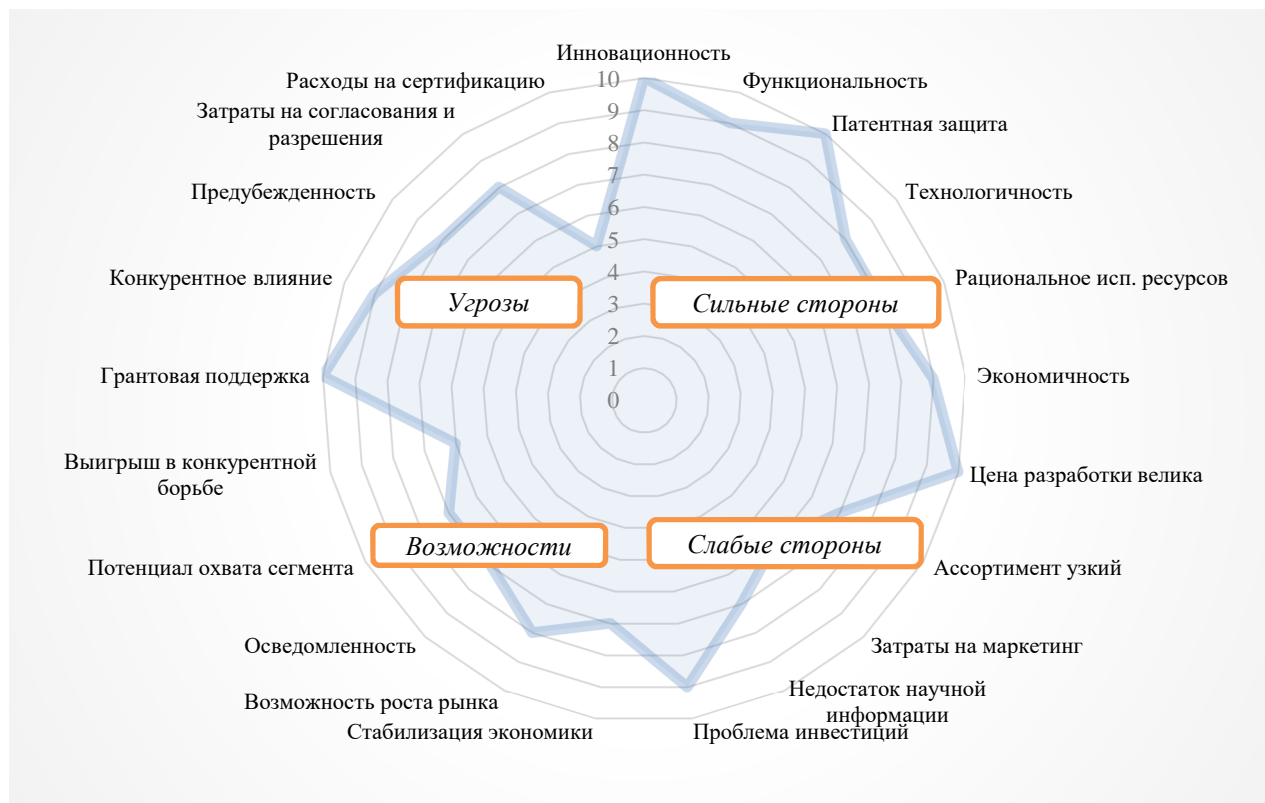 Инновационность
Функциональность
Патентная защита
Технологичность
Рациональное исп. ресурсов
Экономичность
Цена разработки велика
Ассортимент узкий
Затраты на маркетинг
Недостаток научной
информации
Проблема инвестиций
Стабилизация экономики
Возможность роста рынка
Осведомленность
Потенциал охвата сегмента
Выигрыш в конкурентной
борьбе
Грантовая поддержка
Конкурентное влияние
Предубежденность
Затраты на согласования и
разрешения
Расходы на сертификацию
10
9
8
7
6
5
4
3
2
1
0
Угрозы
Сильные стороны
Возможности
Слабые стороны